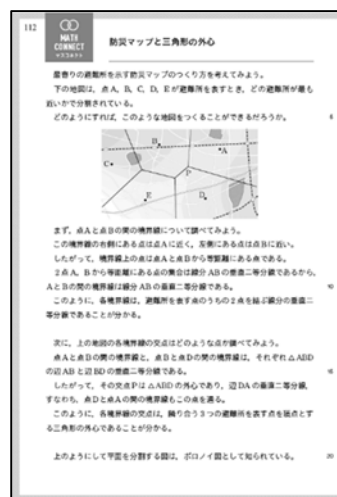 112
MATH
CONNECT
マスコネクト
防災マップと三角形の外心
最寄りの避難所を示す防災マップのつくり方を考えてみよう。
下の地図は，点A，B，C，D，Eが避難所を表すとき，どの避難所が最も
近いかで分割されている。
どのようにすれば，このような地図をつくることができるだろうか。
5
B
A
C
P
E
D
まず，点Aと点Bの間の境界線について調べてみよう。
この境界線の右側にある点は点Aに近く，左側にある点は点Bに近い。
したがって，境界線上の点は点Aと点Bから等距離にある点である。
2点A，Bから等距離にある点の集合は線分ABの垂直二等分線であるから，
AとBの間の境界線は線分ABの垂直二等分線である。
10
このように，各境界線は，避難所を表す点のうちの2点を結ぶ線分の垂直二
等分線であることが分かる。
次に，上の地図の各境界線の交点はどのような点か調べてみよう。
点Aと点Bの間の境界線と，点Bと点Dの間の境界線は，それぞれ△ABD
の辺ABと辺BDの垂直二等分線である。
15
したがって，その交点Pは△ABDの外心であり，辺DAの垂直二等分線，
すなわち，点Dと点Aの間の境界線もこの点を通る。
このように，各境界線の交点は，隣り合う3つの避難所を表す点を頂点とす
る三角形の外心であることが分かる。
上のようにして平面を分割する図は，ボロノイ図として知られている。
20